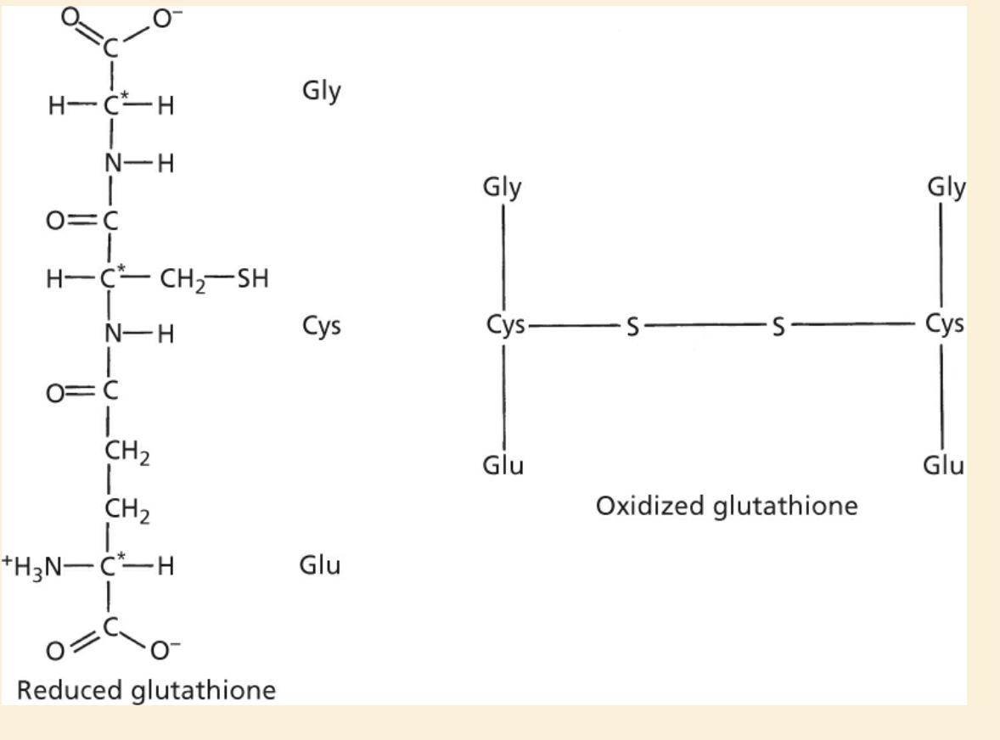 O O⁻
C
H—C*—H Gly
N—H
O=C
H—C*—CH₂—SH
N—H Cys
O=C
CH₂
CH₂
⁺H₃N—C*—H Glu
C
O O⁻
Reduced glutathione
Gly Gly
Cys—S—S—Cys
Glu Glu
Oxidized glutathione